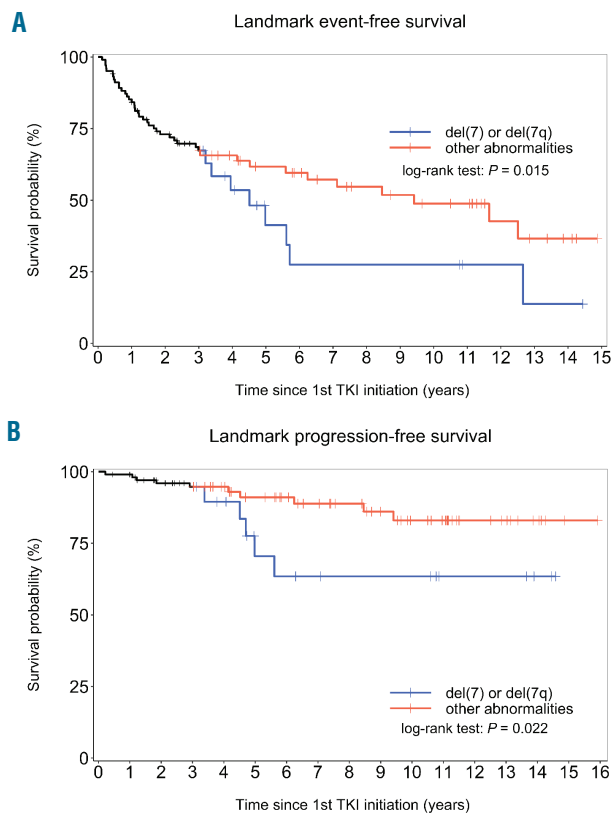 A
Landmark event-free survival
Survival probability (%)
100
75
50
25
0
del(7) or del(7q)
other abnormalities
log-rank test: P = 0.015
0 1 2 3 4 5 6 7 8 9 10 11 12 13 14 15
Time since 1st TKI initiation (years)
B
Landmark progression-free survival
Survival probability (%)
100
75
50
25
0
del(7) or del(7q)
other abnormalities
log-rank test: P = 0.022
0 1 2 3 4 5 6 7 8 9 10 11 12 13 14 15 16
Time since 1st TKI initiation (years)